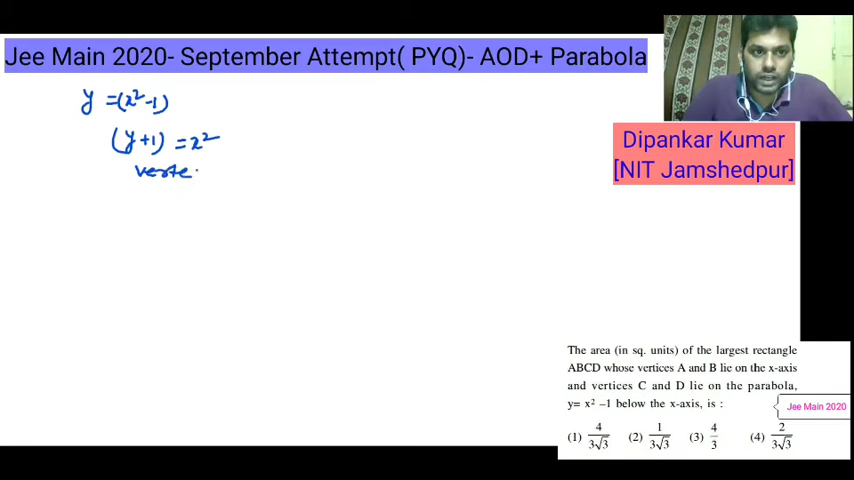 Jee Main 2020- September Attempt( PYQ)- AOD+ Parabola
y =(x²-1)
(y+1) = x²
verte
Dipankar Kumar
[NIT Jamshedpur]
The area (in sq. units) of the largest rectangle
ABCD whose vertices A and B lie on the x-axis
and vertices C and D lie on the parabola,
y= x² –1 below the x-axis, is :
Jee Main 2020
(1) 4/3√3 (2) 1/3√3 (3) 4/3 (4) 2/3√3